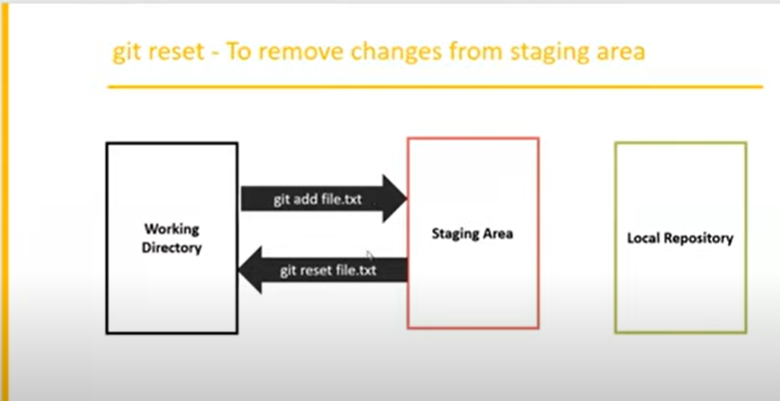 git reset - To remove changes from staging area
git add file.txt
Working
Directory
Staging Area
Local Repository
git reset file.txt